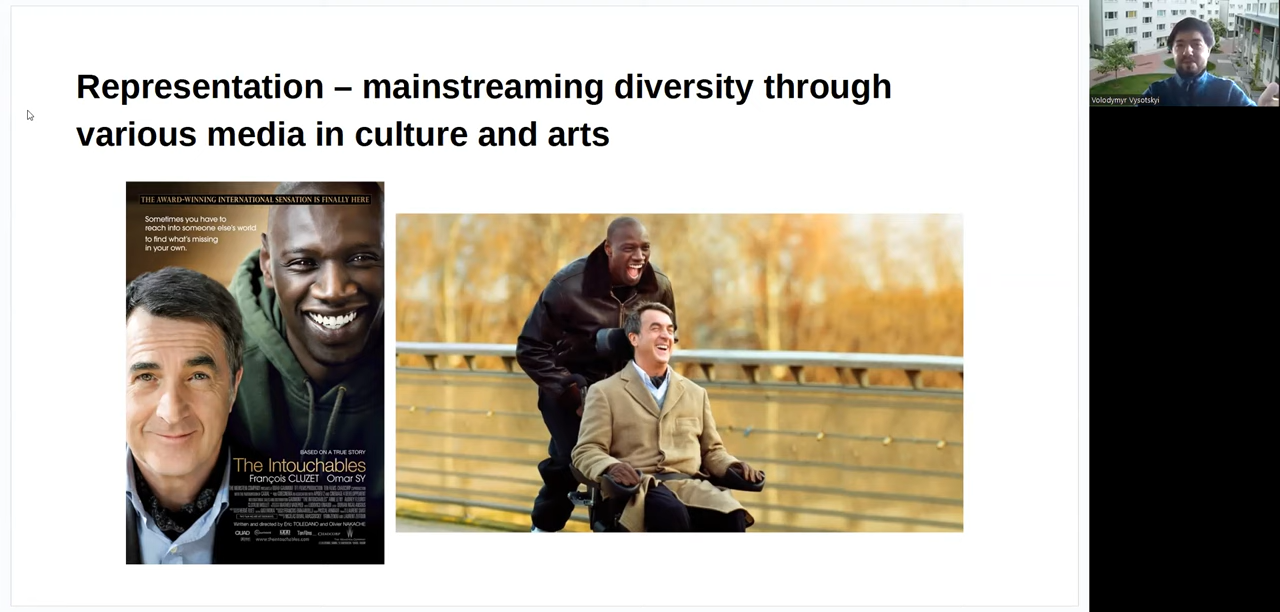 Representation – mainstreaming diversity through
various media in culture and arts
THE AWARD-WINNING INTERNATIONAL SENSATION IS FINALLY HERE
Sometimes you have to
reach into someone else's world
to find what's missing
in your own.
BASED ON A TRUE STORY
The Intouchables
François CLUZET Omar SY
Written and directed by Eric TOLEDANO and Olivier NAKACHE
QUAD
TenFilms
Volodymyr Vysotskyi